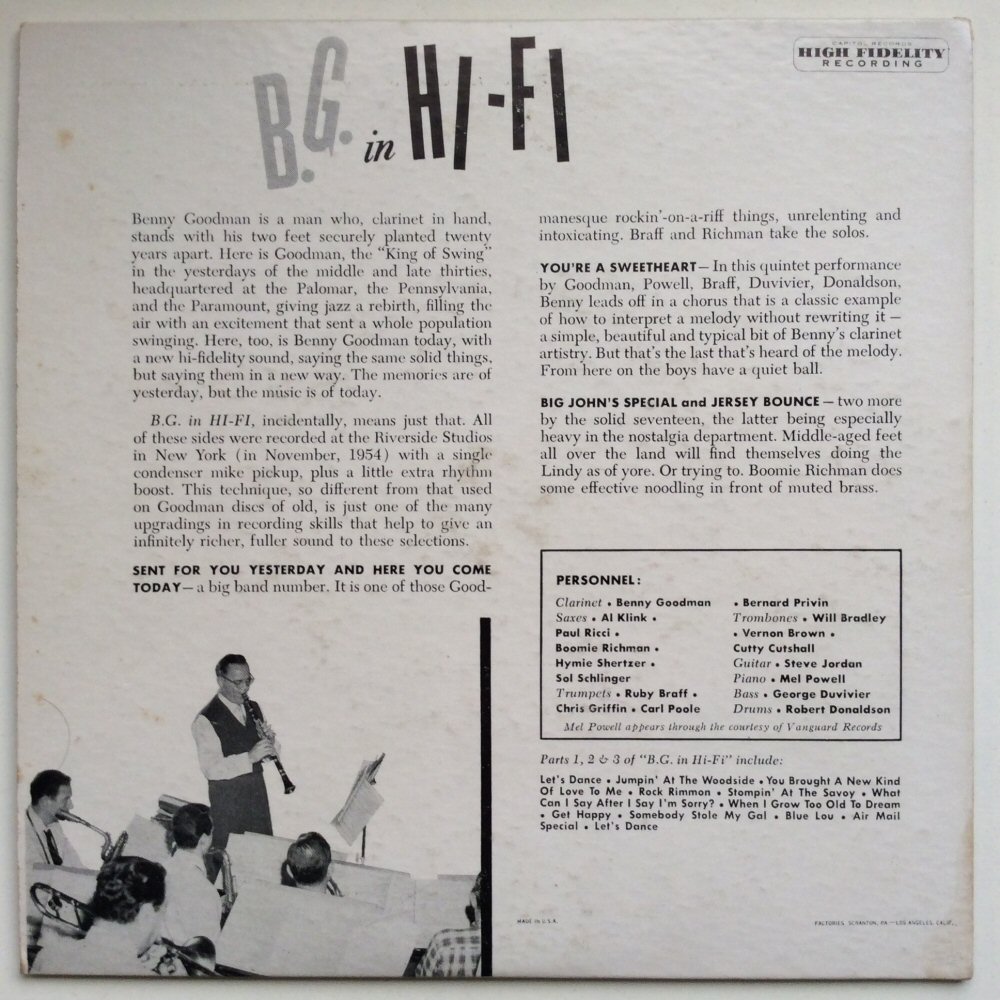 B.G. in HI-FI
CAPITOL RECORDS
HIGH FIDELITY
RECORDING
Benny Goodman is a man who, clarinet in hand,
stands with his two feet securely planted twenty
years apart. Here is Goodman, the “King of Swing”
in the yesterdays of the middle and late thirties,
headquartered at the Palomar, the Pennsylvania,
and the Paramount, giving jazz a rebirth, filling the
air with an excitement that sent a whole population
swinging. Here, too, is Benny Goodman today, with
a new hi-fidelity sound, saying the same solid things,
but saying them in a new way. The memories are of
yesterday, but the music is of today.
B.G. in HI-FI, incidentally, means just that. All
of these sides were recorded at the Riverside Studios
in New York (in November, 1954) with a single
condenser mike pickup, plus a little extra rhythm
boost. This technique, so different from that used
on Goodman discs of old, is just one of the many
upgradings in recording skills that help to give an
infinitely richer, fuller sound to these selections.
SENT FOR YOU YESTERDAY AND HERE YOU COME
TODAY— a big band number. It is one of those Good-
manesque rockin’-on-a-riff things, unrelenting and
intoxicating. Braff and Richman take the solos.
YOU’RE A SWEETHEART— In this quintet performance
by Goodman, Powell, Braff, Duvivier, Donaldson,
Benny leads off in a chorus that is a classic example
of how to interpret a melody without rewriting it —
a simple, beautiful and typical bit of Benny’s clarinet
artistry. But that’s the last that’s heard of the melody.
From here on the boys have a quiet ball.
BIG JOHN’S SPECIAL and JERSEY BOUNCE — two more
by the solid seventeen, the latter being especially
heavy in the nostalgia department. Middle-aged feet
all over the land will find themselves doing the
Lindy as of yore. Or trying to. Boomie Richman does
some effective noodling in front of muted brass.
PERSONNEL:
Clarinet • Benny Goodman
Saxes • Al Klink •
Paul Ricci •
Boomie Richman •
Hymie Shertzer •
Sol Schlinger
Trumpets • Ruby Braff •
Chris Griffin • Carl Poole
• Bernard Privin
Trombones • Will Bradley
• Vernon Brown •
Cutty Cutshall
Guitar • Steve Jordan
Piano • Mel Powell
Bass • George Duvivier
Drums • Robert Donaldson
Mel Powell appears through the courtesy of Vanguard Records
Parts 1, 2 & 3 of “B.G. in Hi-Fi” include:
Let’s Dance • Jumpin’ At The Woodside • You Brought A New Kind
Of Love To Me • Rock Rimmon • Stompin’ At The Savoy • What
Can I Say After I Say I’m Sorry? • When I Grow Too Old To Dream
• Get Happy • Somebody Stole My Gal • Blue Lou • Air Mail
Special • Let’s Dance
MADE IN U.S.A.
FACTORIES: SCRANTON, PA.—LOS ANGELES, CALIF.